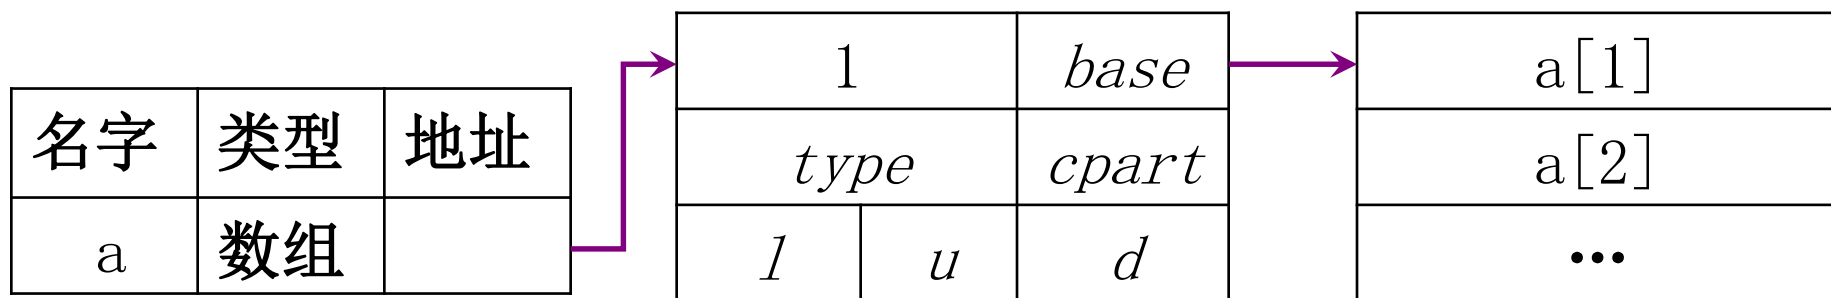 名字 类型 地址
a 数组
1 base
type cpart
l u d
a[1]
a[2]
…